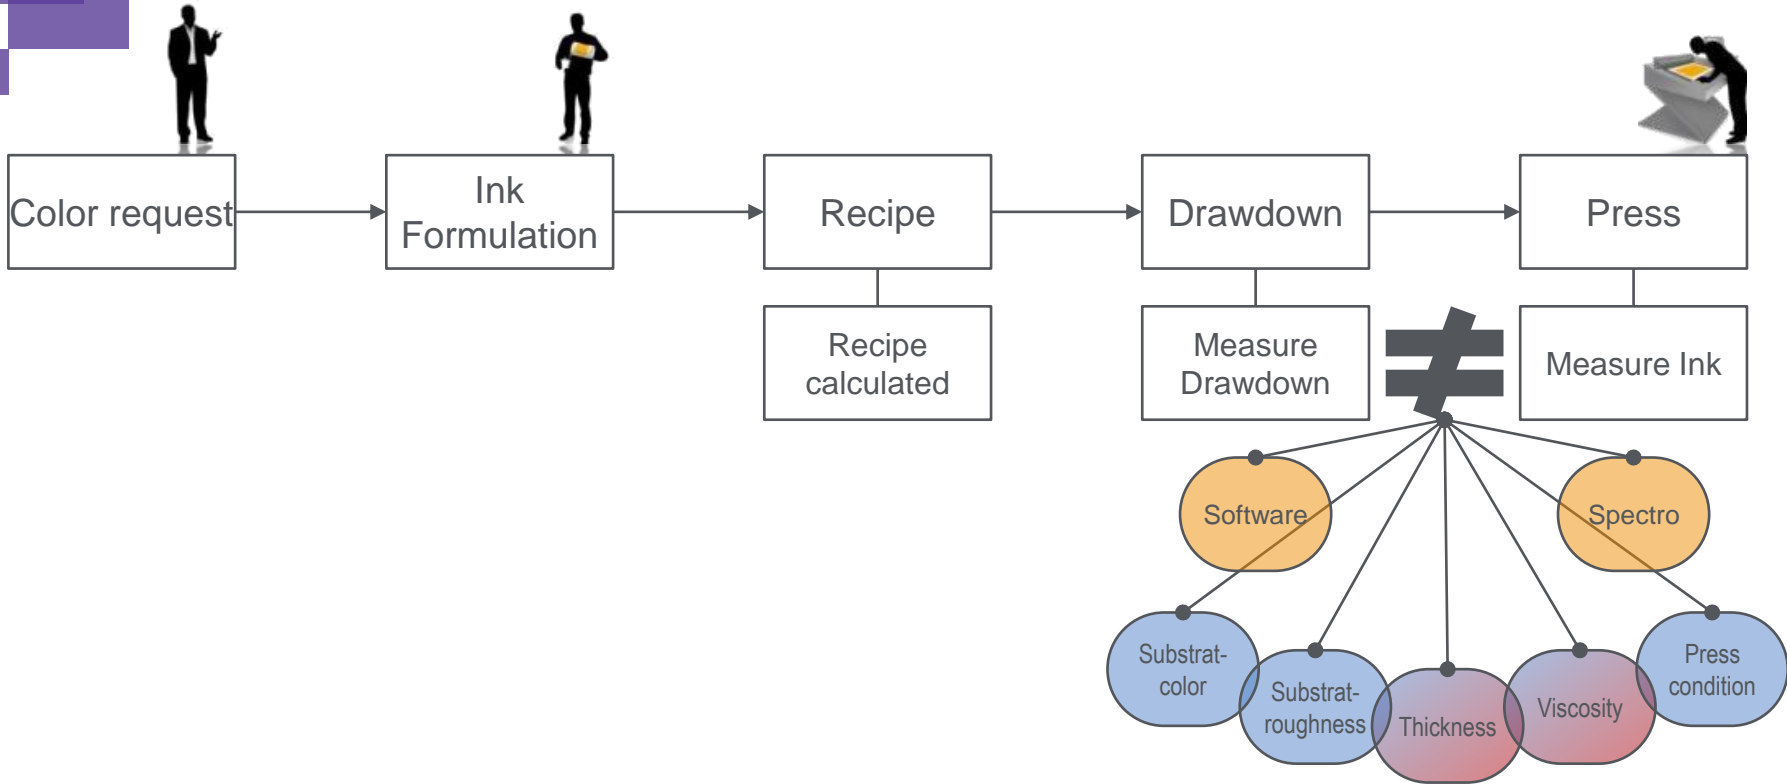 Color request
Ink
Formulation
Recipe
Drawdown
Press
Recipe
calculated
Measure
Drawdown
≠
Measure Ink
Software
Spectro
Substrat-
color
Substrat-
roughness
Thickness
Viscosity
Press
condition